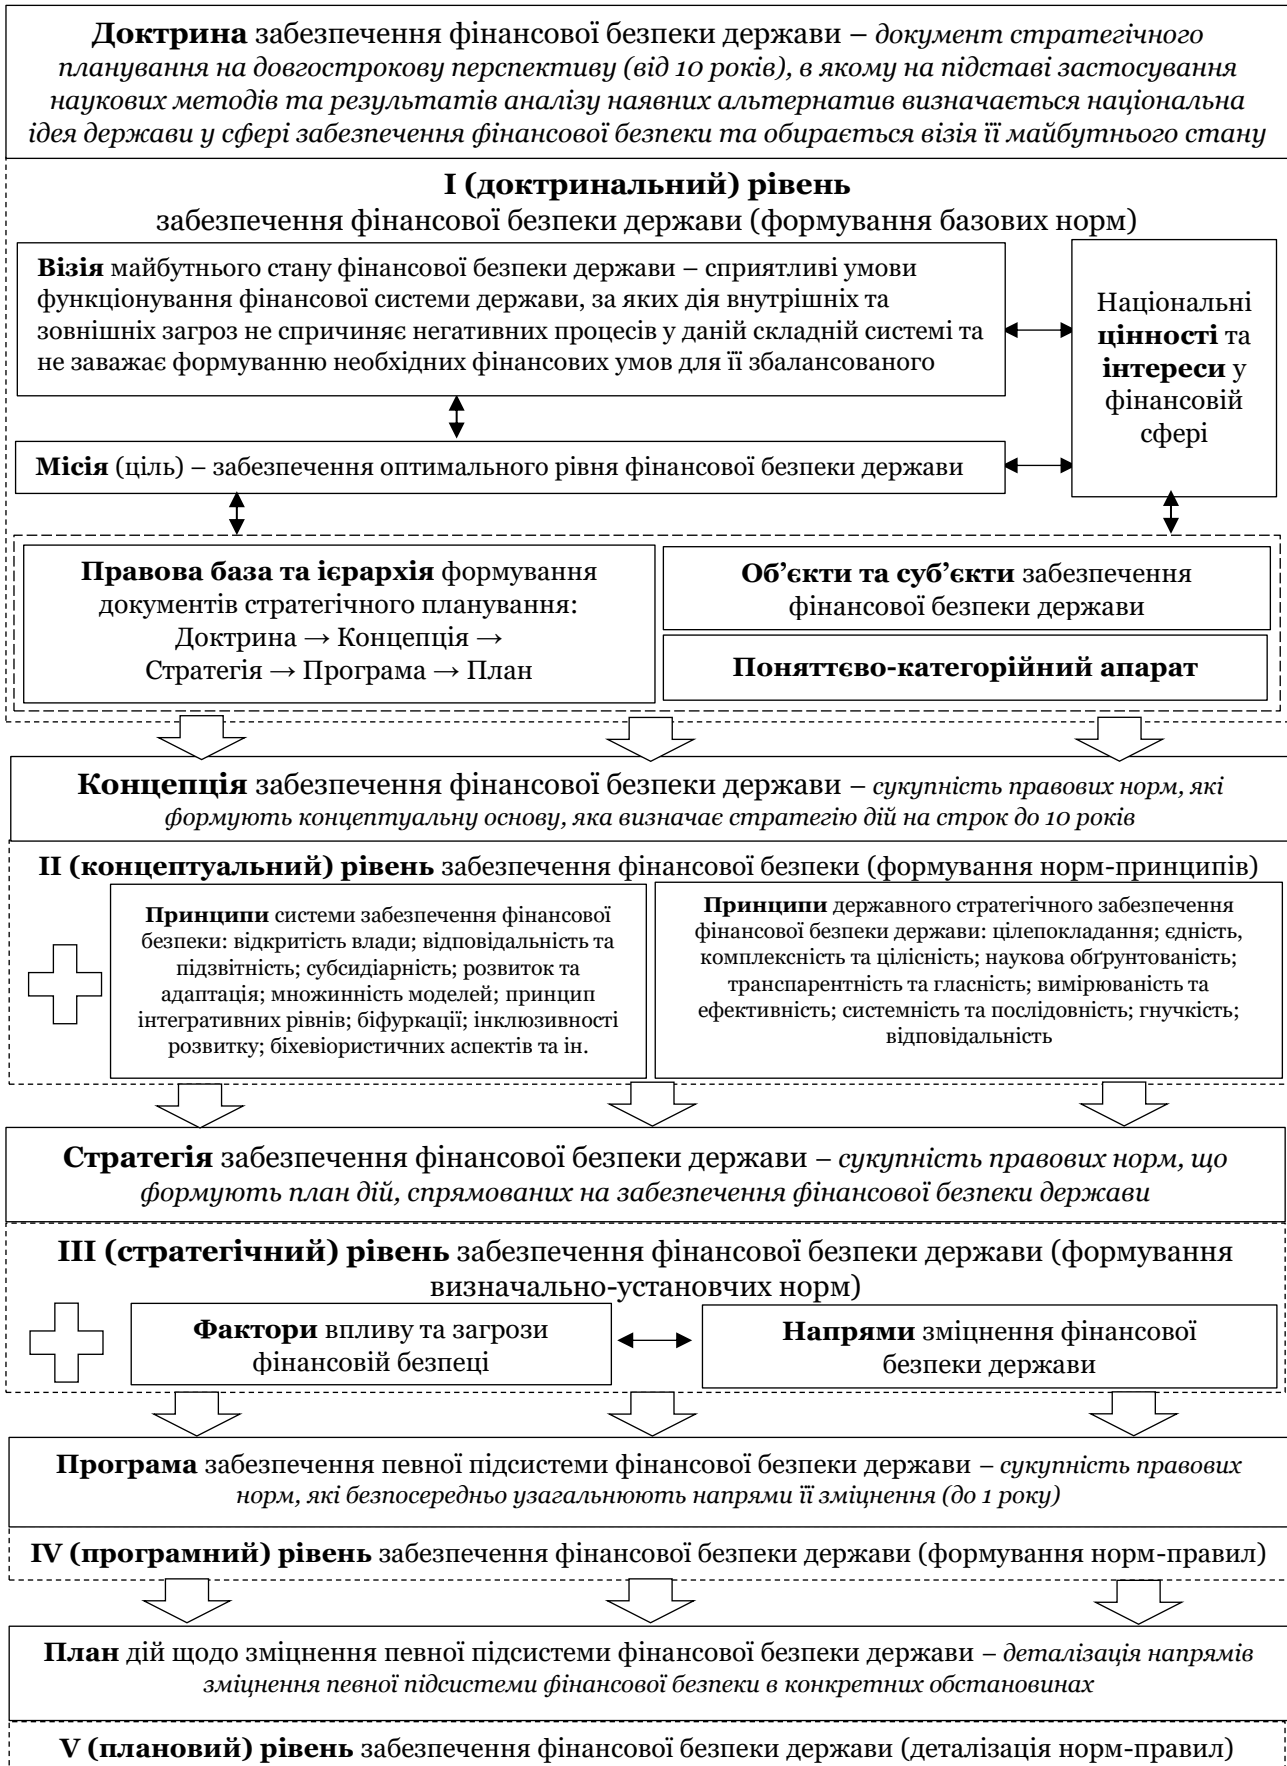 Доктрина забезпечення фінансової безпеки держави – документ стратегічного
планування на довгострокову перспективу (від 10 років), в якому на підставі застосування
наукових методів та результатів аналізу наявних альтернатив визначається національна
ідея держави у сфері забезпечення фінансової безпеки та обирається візія її майбутнього стану
I (доктринальний) рівень
забезпечення фінансової безпеки держави (формування базових норм)
Візія майбутнього стану фінансової безпеки держави – сприятливі умови
функціонування фінансової системи держави, за яких дія внутрішніх та
зовнішніх загроз не спричиняє негативних процесів у даній складній системі та
не заважає формуванню необхідних фінансових умов для її збалансованого
Національні
цінності та
інтереси у
фінансовій
сфері
Місія (ціль) – забезпечення оптимального рівня фінансової безпеки держави
Правова база та ієрархія формування
документів стратегічного планування:
Доктрина → Концепція →
Стратегія → Програма → План
Об’єкти та суб’єкти забезпечення
фінансової безпеки держави
Поняттєво-категорійний апарат
Концепція забезпечення фінансової безпеки держави – сукупність правових норм, які
формують концептуальну основу, яка визначає стратегію дій на строк до 10 років
II (концептуальний) рівень забезпечення фінансової безпеки (формування норм-принципів)
Принципи системи забезпечення фінансової
безпеки: відкритість влади; відповідальність та
підзвітність; субсидіарність; розвиток та
адаптація; множинність моделей; принцип
інтегративних рівнів; біфуркації; інклюзивності
розвитку; біхевіористичних аспектів та ін.
Принципи державного стратегічного забезпечення
фінансової безпеки держави: цілепокладання; єдність,
комплексність та цілісність; наукова обґрунтованість;
транспарентність та гласність; вимірюваність та
ефективність; системність та послідовність; гнучкість;
відповідальність
Стратегія забезпечення фінансової безпеки держави – сукупність правових норм, що
формують план дій, спрямованих на забезпечення фінансової безпеки держави
III (стратегічний) рівень забезпечення фінансової безпеки держави (формування
визначально-установчих норм)
Фактори впливу та загрози
фінансовій безпеці
Напрями зміцнення фінансової
безпеки держави
Програма забезпечення певної підсистеми фінансової безпеки держави – сукупність правових
норм, які безпосередньо узагальнюють напрями її зміцнення (до 1 року)
IV (програмний) рівень забезпечення фінансової безпеки держави (формування норм-правил)
План дій щодо зміцнення певної підсистеми фінансової безпеки держави – деталізація напрямів
зміцнення певної підсистеми фінансової безпеки в конкретних обстановинах
V (плановий) рівень забезпечення фінансової безпеки держави (деталізація норм-правил)